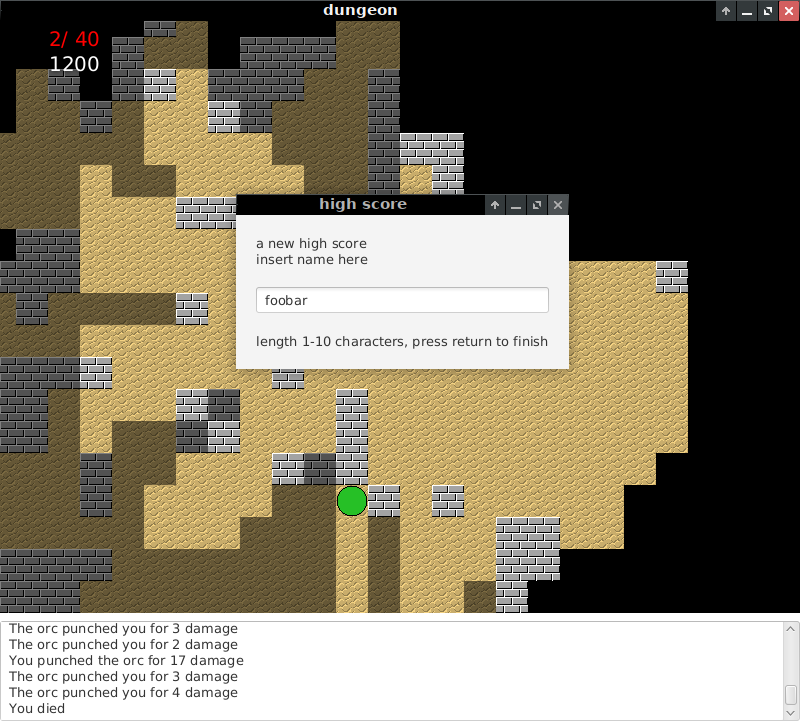 dungeon
2/ 40
1200
high score
a new high score
insert name here
foobar
length 1-10 characters, press return to finish
The orc punched you for 3 damage
The orc punched you for 2 damage
You punched the orc for 17 damage
The orc punched you for 3 damage
The orc punched you for 4 damage
You died